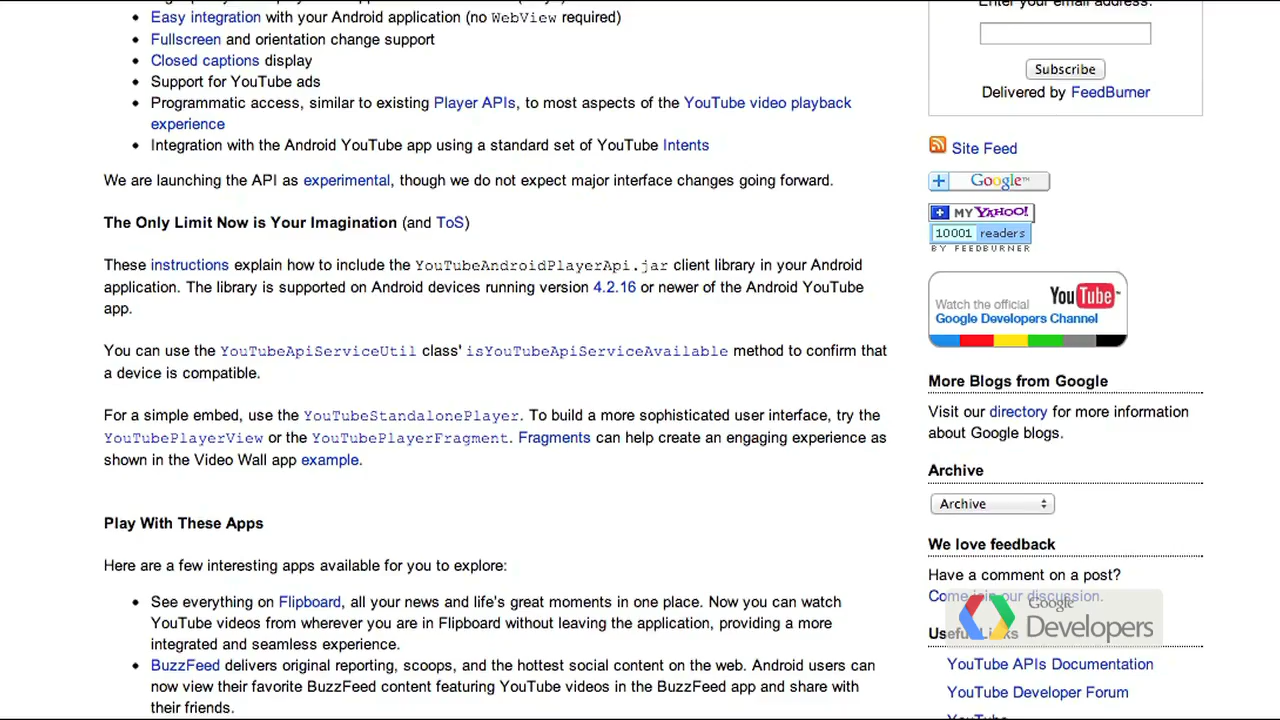 Easy integration with your Android application (no WebView required)
Fullscreen and orientation change support
Closed captions display
Support for YouTube ads
Programmatic access, similar to existing Player APIs, to most aspects of the YouTube video playback
experience
Integration with the Android YouTube app using a standard set of YouTube Intents
We are launching the API as experimental, though we do not expect major interface changes going forward.
The Only Limit Now is Your Imagination (and ToS)
These instructions explain how to include the YouTubeAndroidPlayerApi.jar client library in your Android
application. The library is supported on Android devices running version 4.2.16 or newer of the Android YouTube
app.
You can use the YouTubeApiServiceUtil class' isYouTubeApiServiceAvailable method to confirm that
a device is compatible.
For a simple embed, use the YouTubeStandalonePlayer. To build a more sophisticated user interface, try the
YouTubePlayerView or the YouTubePlayerFragment. Fragments can help create an engaging experience as
shown in the Video Wall app example.
Play With These Apps
Here are a few interesting apps available for you to explore:
See everything on Flipboard, all your news and life's great moments in one place. Now you can watch
YouTube videos from wherever you are in Flipboard without leaving the application, providing a more
integrated and seamless experience.
BuzzFeed delivers original reporting, scoops, and the hottest social content on the web. Android users can
now view their favorite BuzzFeed content featuring YouTube videos in the BuzzFeed app and share with
their friends.
Enter your email address:
Subscribe
Delivered by FeedBurner
Site Feed
+ Google™
+ MY YAHOO!
10001 readers
BY FEEDBURNER
Watch the official YouTube™
Google Developers Channel
More Blogs from Google
Visit our directory for more information
about Google blogs.
Archive
Archive
We love feedback
Have a comment on a post?
Come join our discussion.
Google
Developers
Useful Links
YouTube APIs Documentation
YouTube Developer Forum
YouTube